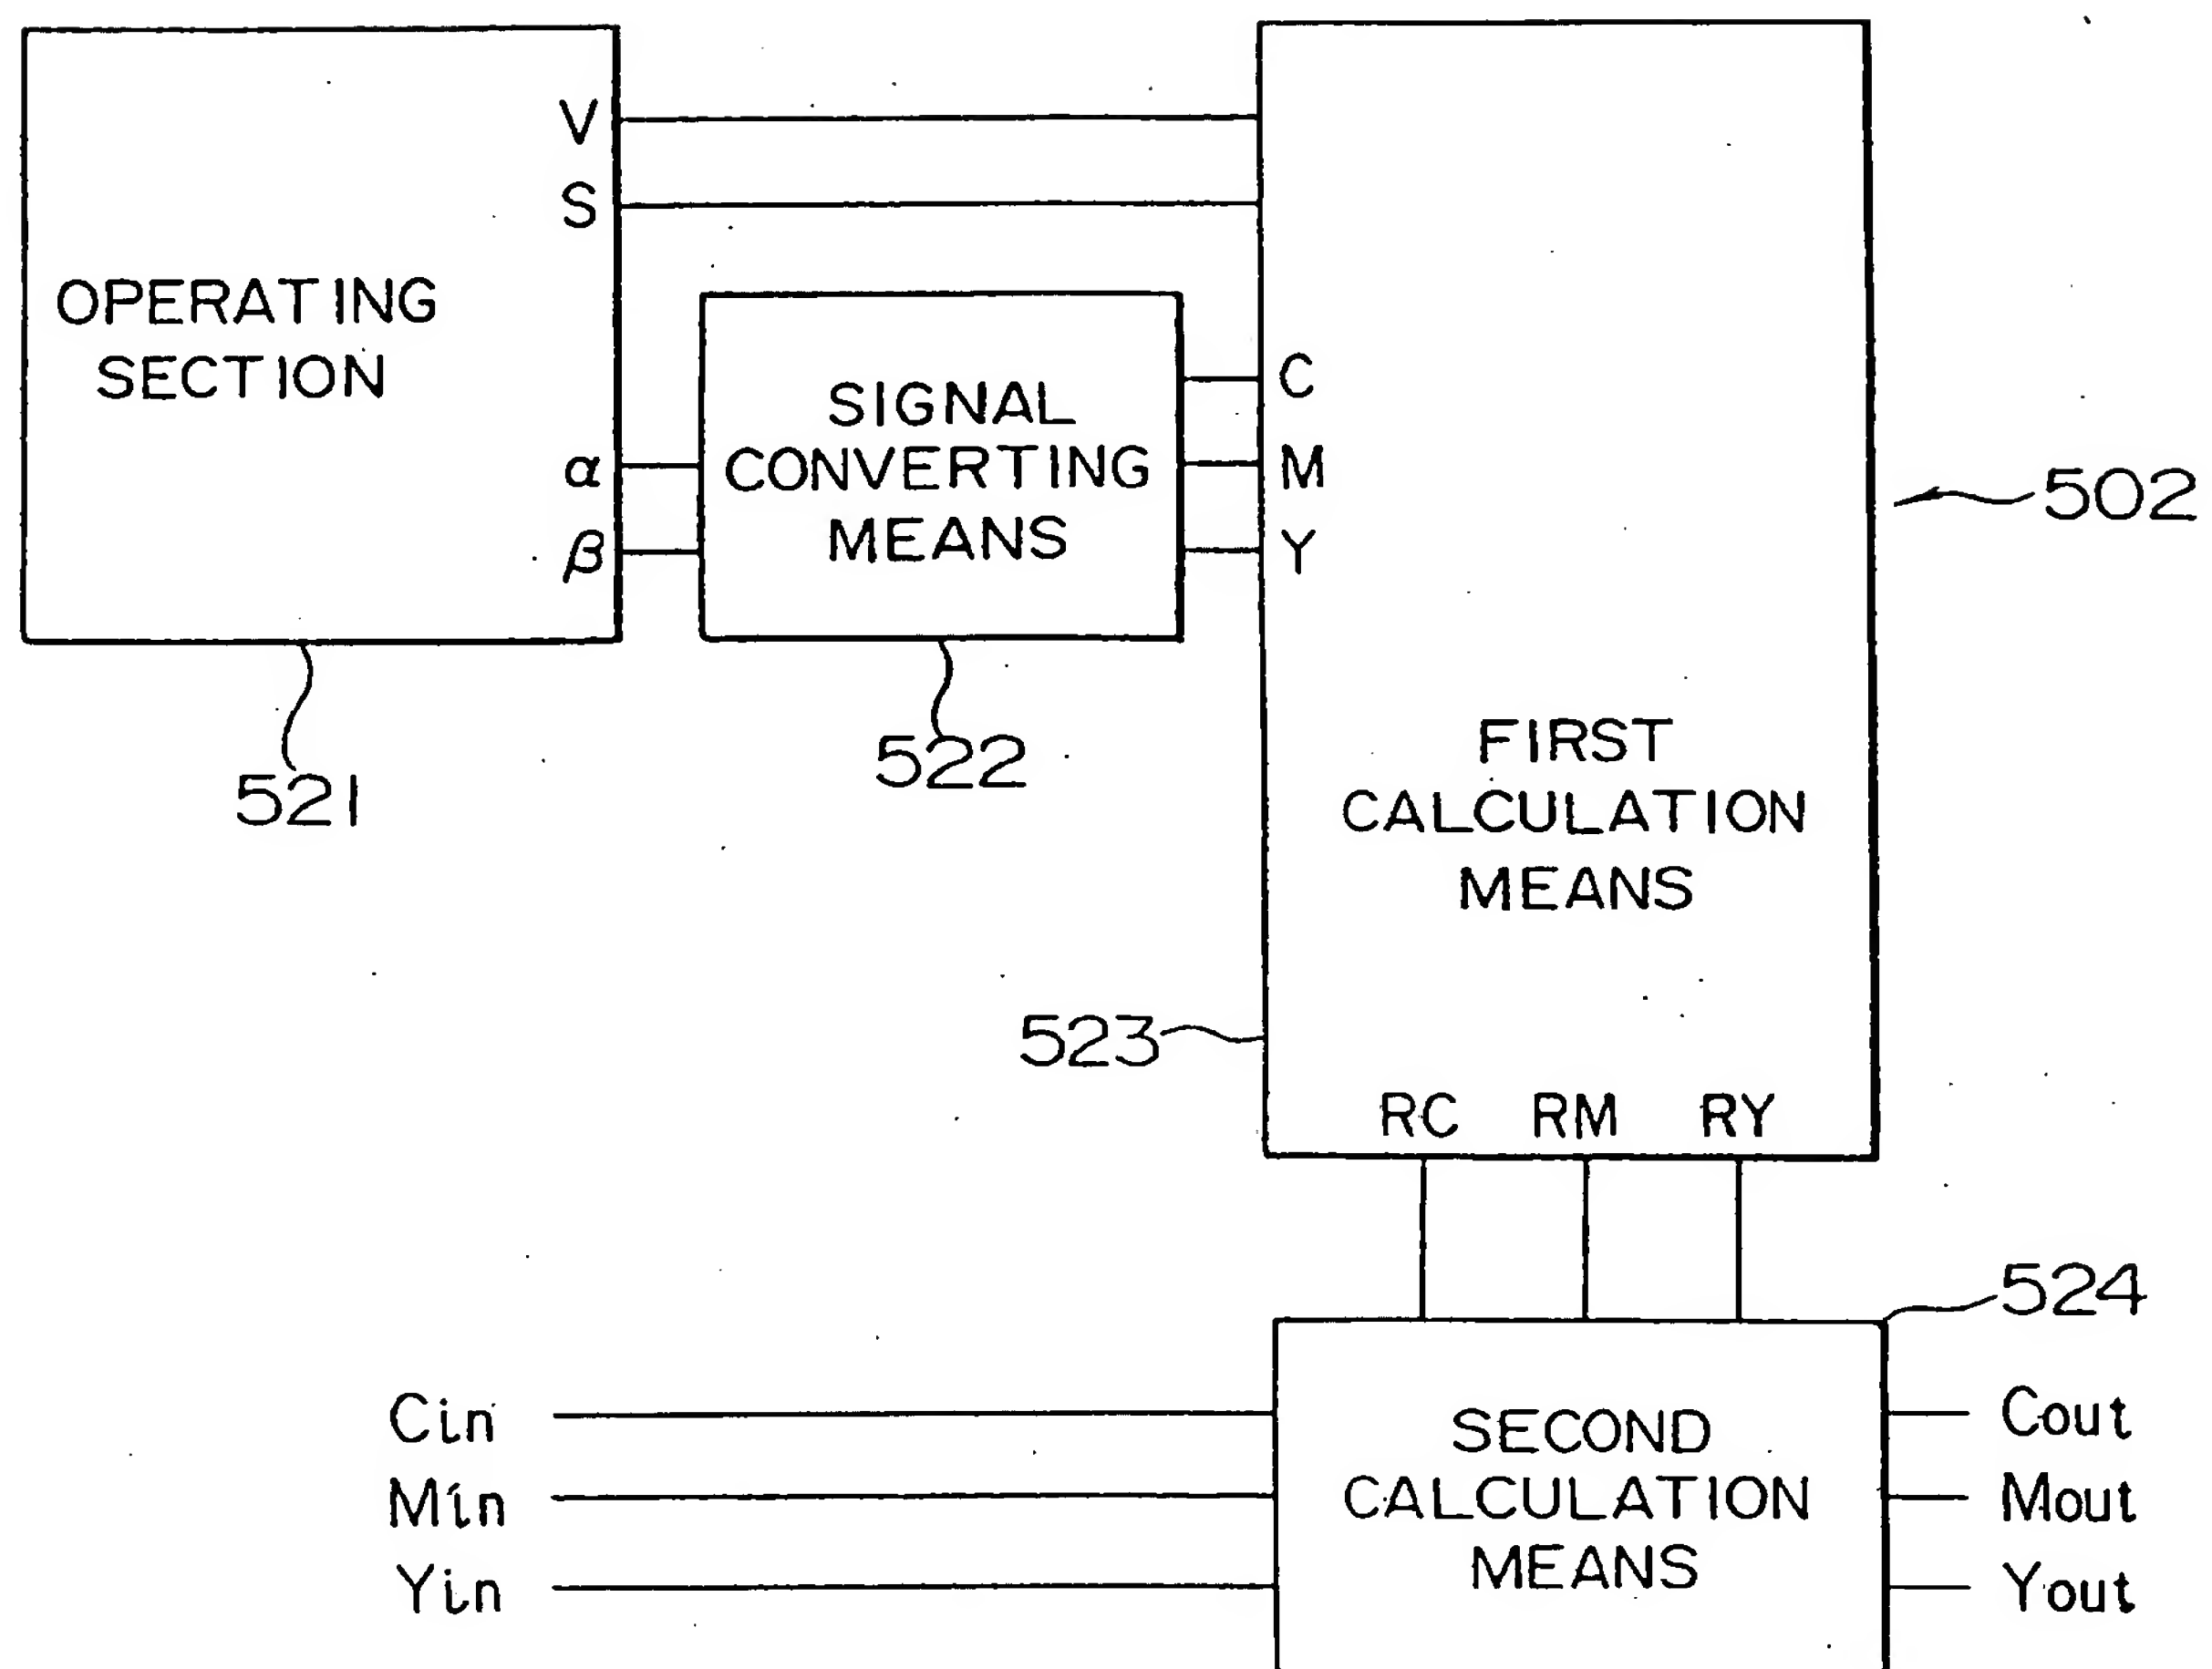 V
S
OPERATING
SECTION
α
β
SIGNAL
CONVERTING
MEANS
C
M
Y
502
521
522
FIRST
CALCULATION
MEANS
523
RC RM RY
524
Cin
Min
Yin
SECOND
CALCULATION
MEANS
Cout
Mout
Yout